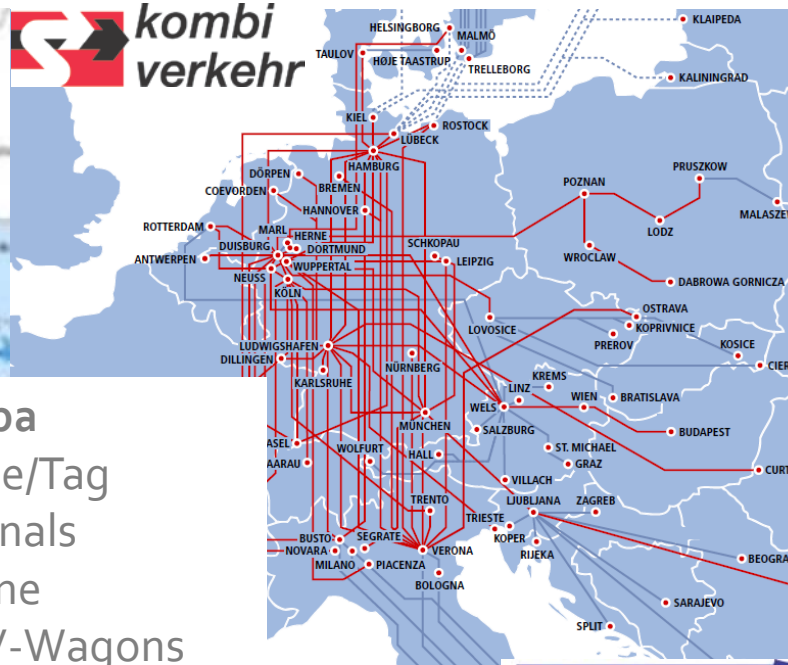 kombi
verkehr
HELSINGBORG
KLAIPEDA
MALMÖ
TAULOV
HØJE TAASTRUP
TRELLEBORG
KALININGRAD
KIEL
ROSTOCK
LÜBECK
HAMBURG
DÖRPEN
BREMEN
COEVORDEN
HANNOVER
POZNAN
PRUSZKOW
ROTTERDAM
MARL
HERNE
DUISBURG
DORTMUND
LODZ
MALASZE
ANTWERPEN
WUPPERTAL
SCHKOPAU
LEIPZIG
WROCLAW
NEUSS
KÖLN
DABROWA GORNICZA
OSTRAVA
LOVOSICE
KOPRIVNICE
PREROV
KOSICE
LUDWIGSHAFEN
DILLINGEN
NÜRNBERG
CIER
KARLSRUHE
LINZ
KREMS
WELS
WIEN
BRATISLAVA
MÜNCHEN
SALZBURG
BUDAPEST
ASEL
WOLFURT
HALL
ST. MICHAEL
AARAU
GRAZ
CURT
VILLACH
TRENTO
LJUBLJANA
ZAGREB
TRIESTE
KOPER
BUSTO
SEGRATE
NOVARA
VERONA
RIJEKA
MILANO
PIACENZA
BEOGRA
BOLOGNA
SARAJEVO
SPLIT
pa
e/Tag
nals
ne
/-Wagons